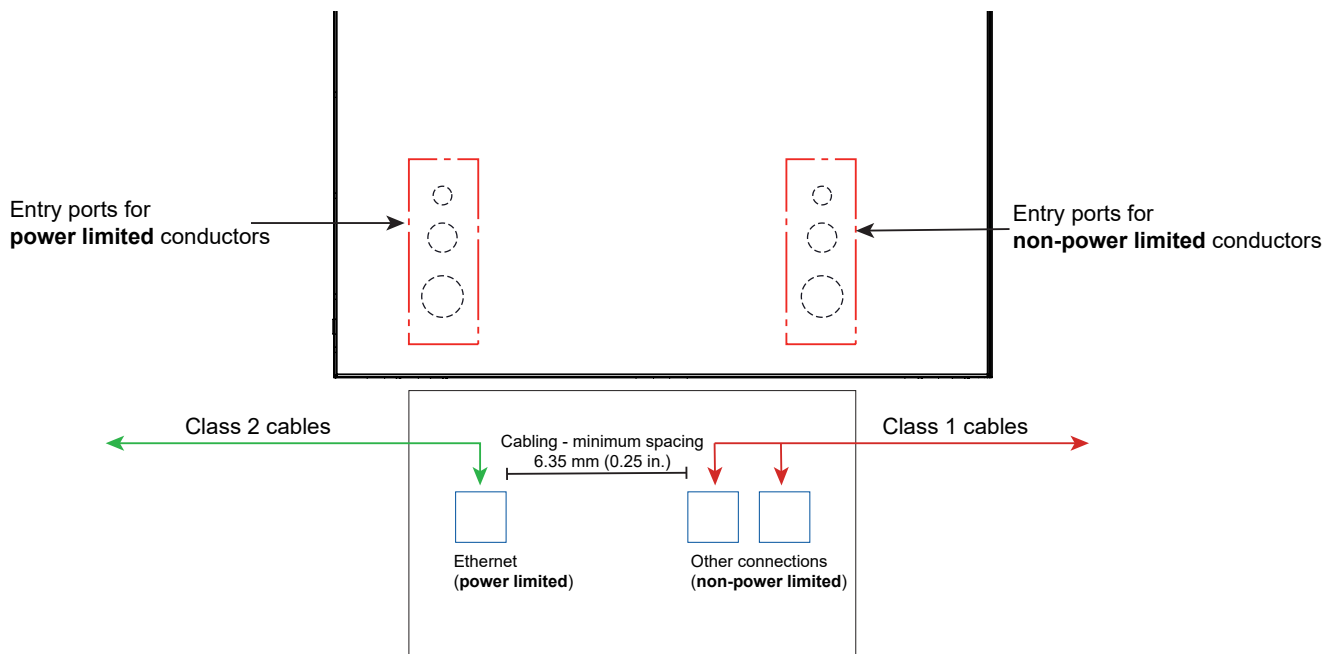 Entry ports for
power limited conductors
Entry ports for
non-power limited conductors
Class 2 cables
Cabling - minimum spacing
6.35 mm (0.25 in.)
Class 1 cables
Ethernet
(power limited)
Other connections
(non-power limited)